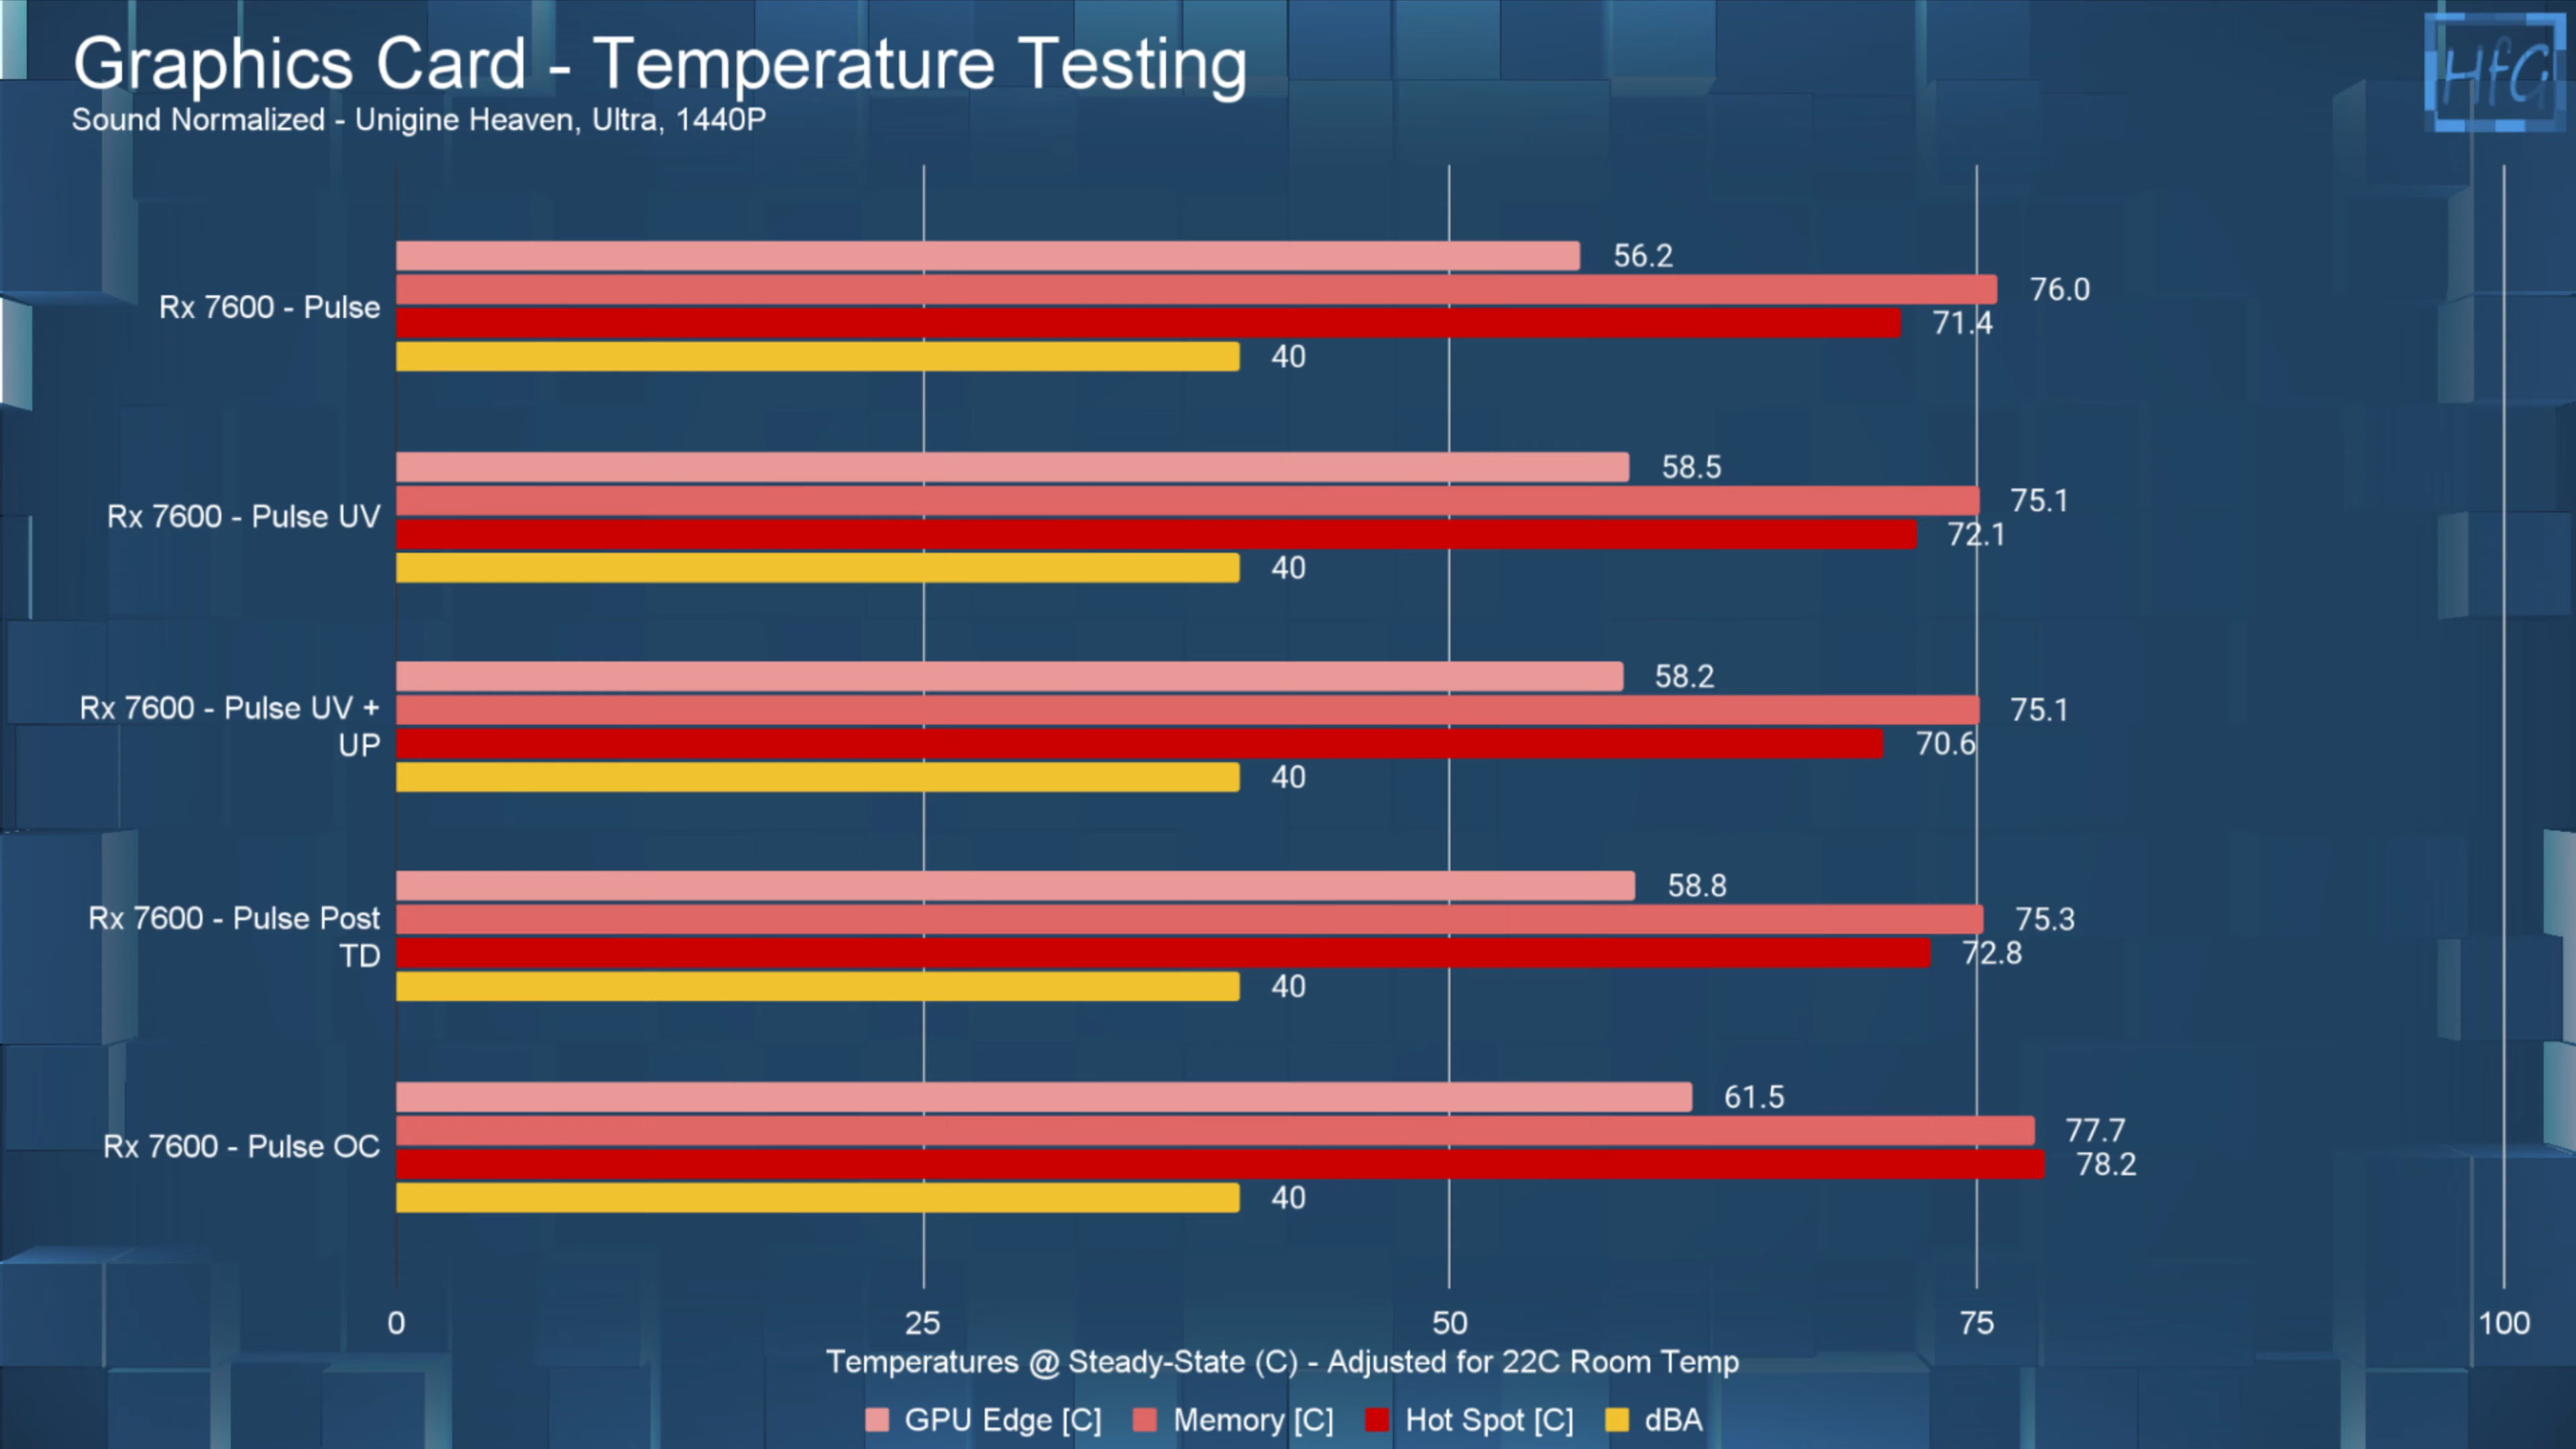 Graphics Card - Temperature Testing
HfG
Sound Normalized - Unigine Heaven, Ultra, 1440P
56.2
Rx 7600 - Pulse
76.0
71.4
40
58.5
Rx 7600 - Pulse UV
75.1
72.1
40
58.2
Rx 7600 - Pulse UV +
UP
75.1
70.6
40
58.8
Rx 7600 - Pulse Post
TD
75.3
72.8
40
61.5
Rx 7600 - Pulse OC
77.7
78.2
40
0 25 50 75 100
Temperatures @ Steady-State (C) - Adjusted for 22C Room Temp
GPU Edge [C] Memory [C] Hot Spot [C] dBA